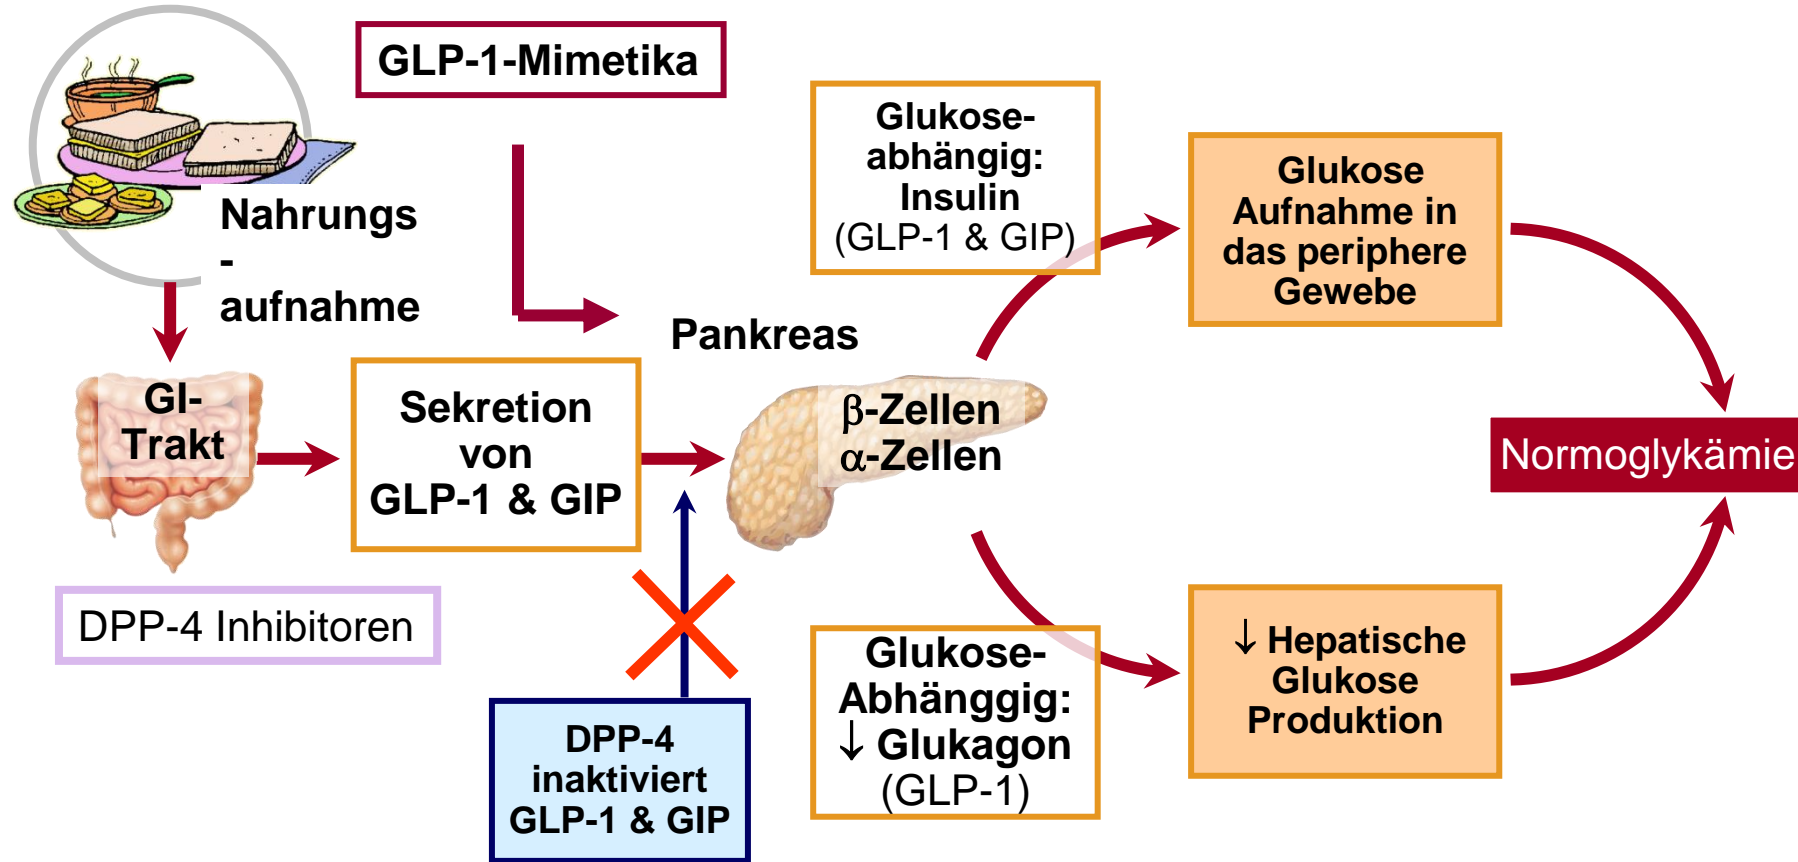 GLP-1-Mimetika
Nahrungs
-
aufnahme
GI-
Trakt
Sekretion
von
GLP-1 & GIP
DPP-4 Inhibitoren
DPP-4
inaktiviert
GLP-1 & GIP
Pankreas
β-Zellen
α-Zellen
Glukose-
abhängig:
Insulin
(GLP-1 & GIP)
Glukose-
Abhänggig:
↓ Glukagon
(GLP-1)
Glukose
Aufnahme in
das periphere
Gewebe
↓ Hepatische
Glukose
Produktion
Normoglykämie